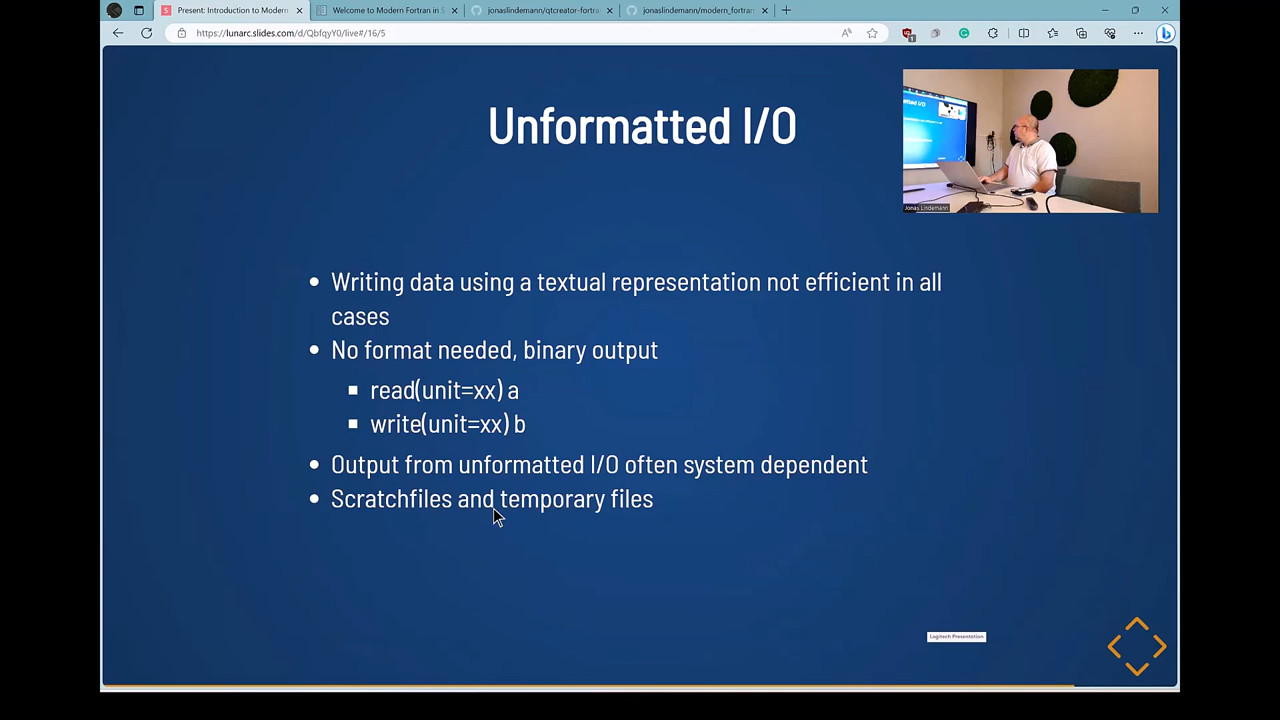 Present: Introduction to Modern
Welcome to Modern Fortran in S
jonaslindemann/qtcreator-fortra
jonaslindemann/modern_fortran
https://lunarc.slides.com/d/QbfqyY0/live#/16/5
Unformatted I/O
Jonas Lindemann
• Writing data using a textual representation not efficient in all
cases
• No format needed, binary output
▪ read(unit=xx) a
▪ write(unit=xx) b
• Output from unformatted I/O often system dependent
• Scratchfiles and temporary files
Logitech Presentation